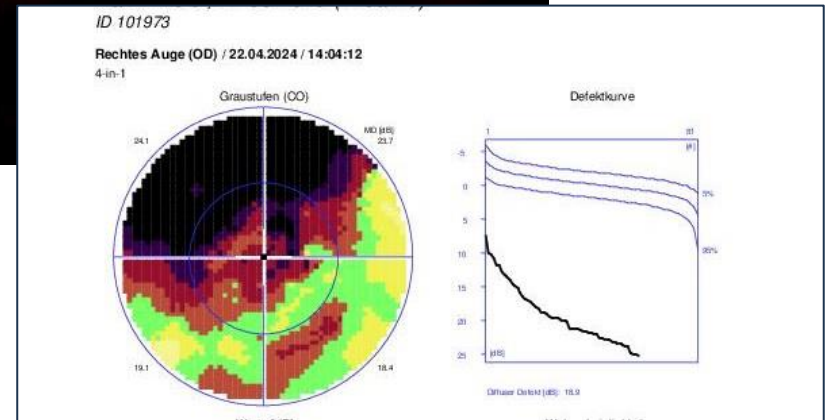 ID 101973
Rechtes Auge (OD) / 22.04.2024 / 14:04:12
4-in-1
Graustufen (CO)
Defektkurve
24.1
MD [dB]
23.7
1
[#]
-5
0
5%
5
10
95%
15
20
25
[dB]
19.1
18.4
Diffuser Defekt [dB]: 18.9